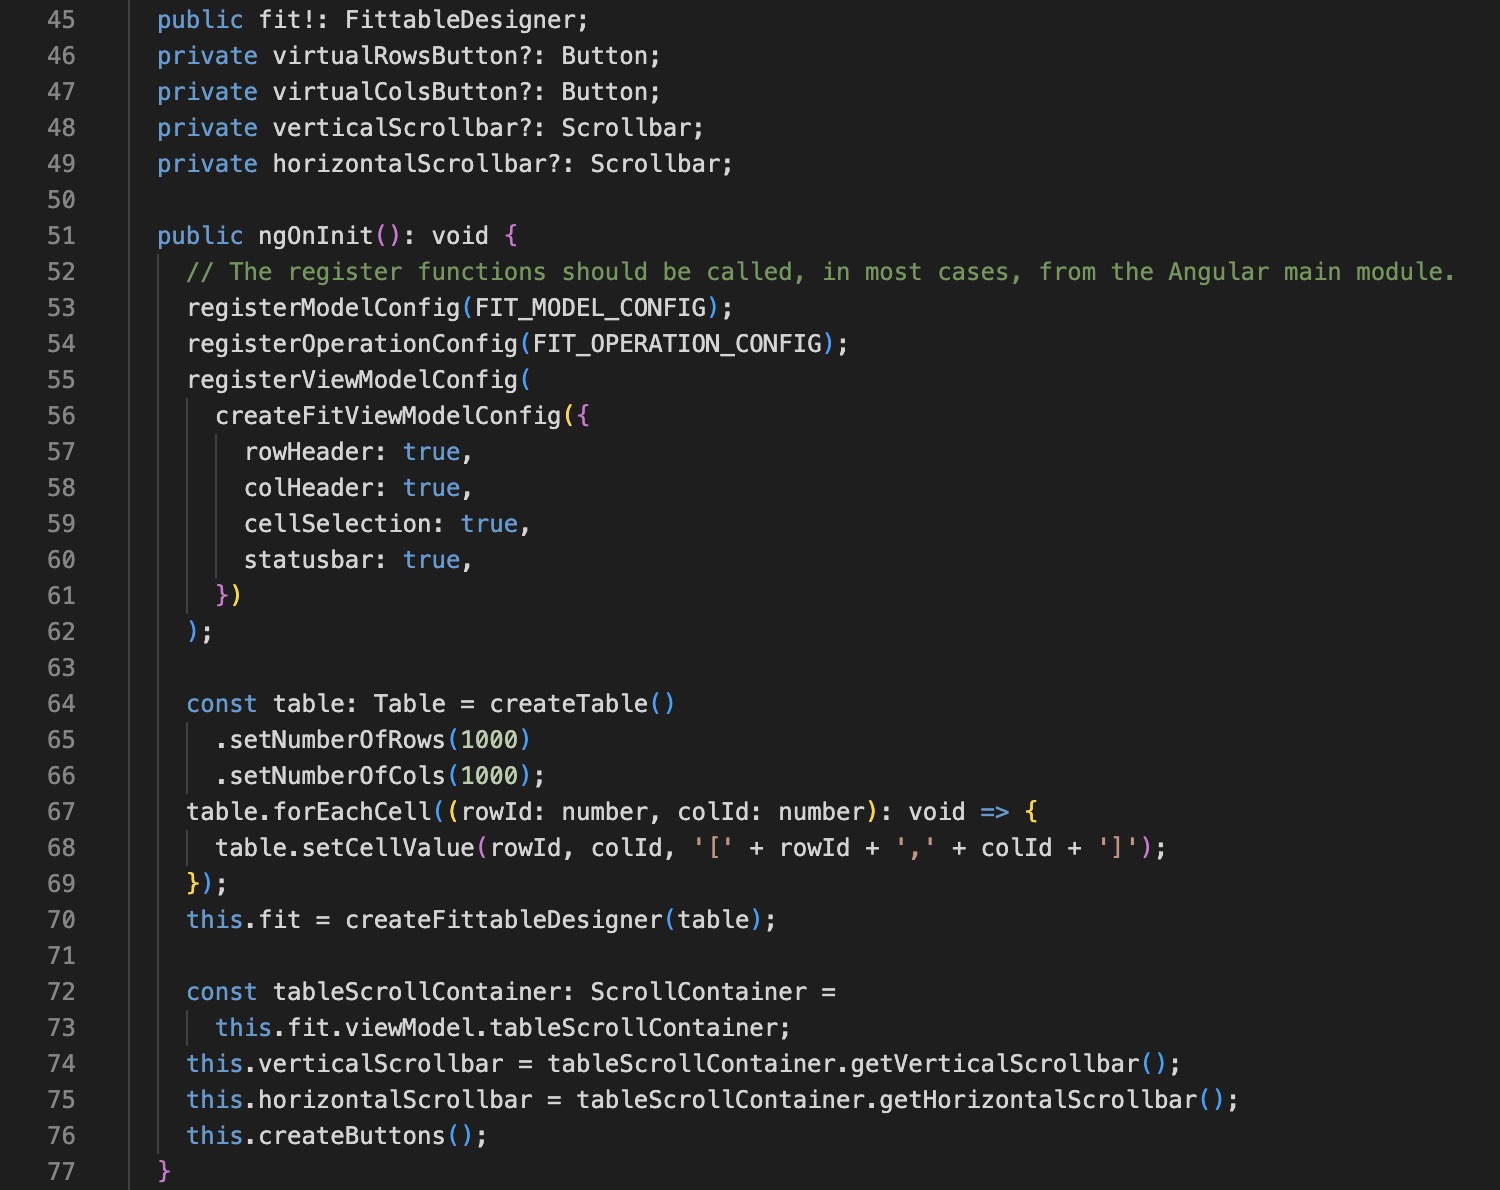 45 public fit!: FittableDesigner;
46 private virtualRowsButton?: Button;
47 private virtualColsButton?: Button;
48 private verticalScrollbar?: Scrollbar;
49 private horizontalScrollbar?: Scrollbar;
50
51 public ngOnInit(): void {
52 // The register functions should be called, in most cases, from the Angular main module.
53 registerModelConfig(FIT_MODEL_CONFIG);
54 registerOperationConfig(FIT_OPERATION_CONFIG);
55 registerViewModelConfig(
56 createFitViewModelConfig({
57 rowHeader: true,
58 colHeader: true,
59 cellSelection: true,
60 statusbar: true,
61 })
62 );
63
64 const table: Table = createTable()
65 .setNumberOfRows(1000)
66 .setNumberOfCols(1000);
67 table.forEachCell((rowId: number, colId: number): void => {
68 table.setCellValue(rowId, colId, '[' + rowId + ',' + colId + ']');
69 });
70 this.fit = createFittableDesigner(table);
71
72 const tableScrollContainer: ScrollContainer =
73 this.fit.viewModel.tableScrollContainer;
74 this.verticalScrollbar = tableScrollContainer.getVerticalScrollbar();
75 this.horizontalScrollbar = tableScrollContainer.getHorizontalScrollbar();
76 this.createButtons();
77 }